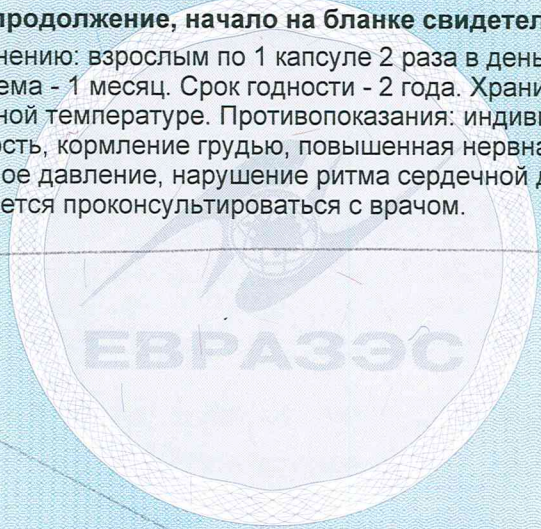 продолжение, начало на бланке свидетел
нению: взрослым по 1 капсуле 2 раза в день
ема - 1 месяц. Срок годности - 2 года. Храни
ной температуре. Противопоказания: индиви
ость, кормление грудью, повышенная нервна
ое давление, нарушение ритма сердечной д
ется проконсультироваться с врачом.
ЕВРАЗЭС